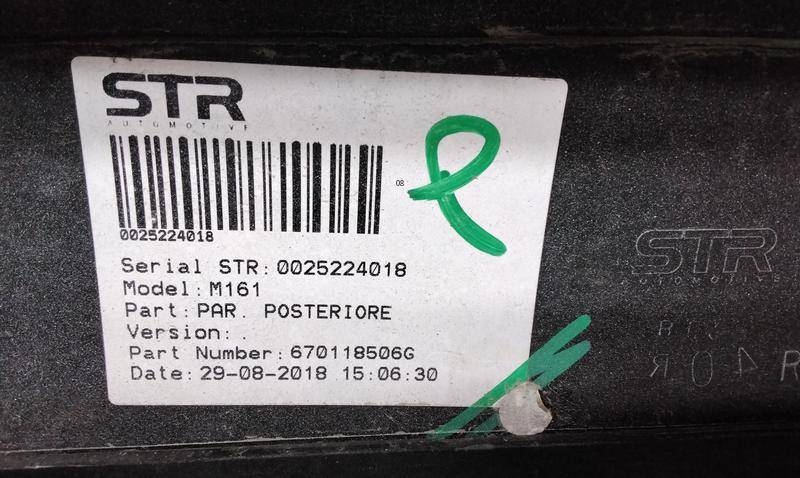 STR
AUTOMOTIVE
08
0025224018
Serial STR: 0025224018
Model: M161
Part: PAR. POSTERIORE
Version: .
Part Number: 670118506G
Date: 29-08-2018 15:06:30
STR